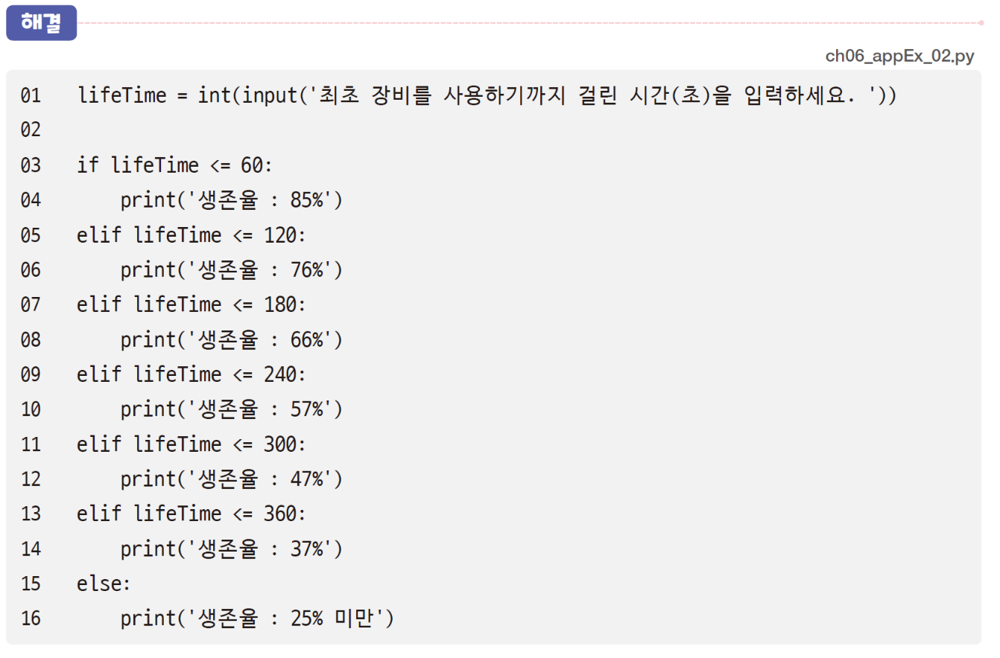 해결
ch06_appEx_02.py
01 lifeTime = int(input('최초 장비를 사용하기까지 걸린 시간(초)을 입력하세요. '))
02
03 if lifeTime <= 60:
04     print('생존율 : 85%')
05 elif lifeTime <= 120:
06     print('생존율 : 76%')
07 elif lifeTime <= 180:
08     print('생존율 : 66%')
09 elif lifeTime <= 240:
10     print('생존율 : 57%')
11 elif lifeTime <= 300:
12     print('생존율 : 47%')
13 elif lifeTime <= 360:
14     print('생존율 : 37%')
15 else:
16     print('생존율 : 25% 미만')